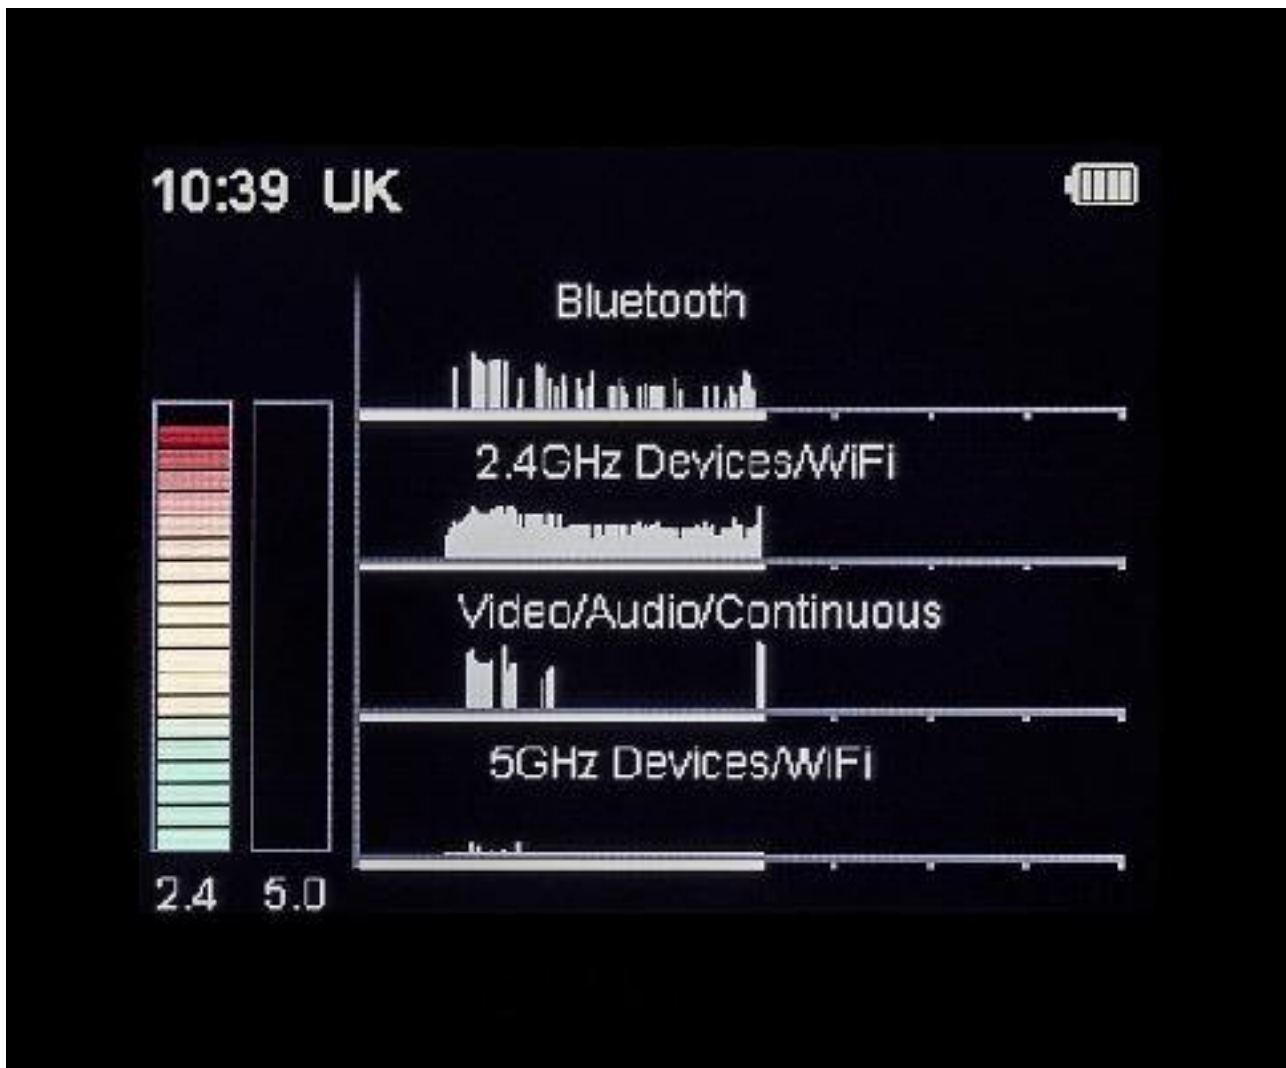 10:39 UK
Bluetooth
2.4GHz Devices/WiFi
Video/Audio/Continuous
5GHz Devices/WiFi
2.4 5.0